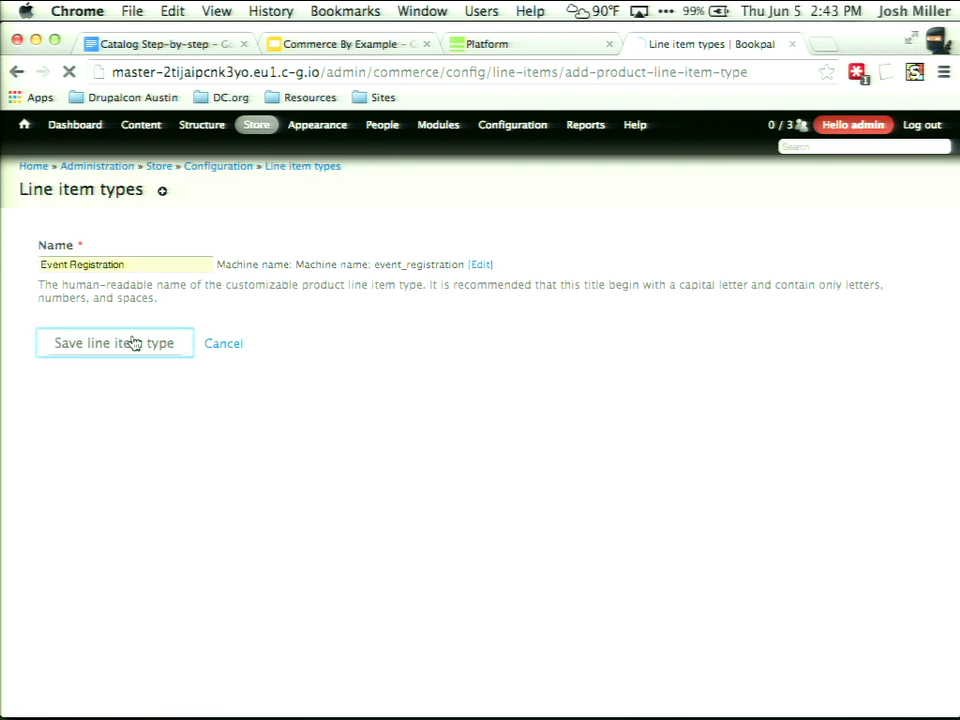 Chrome File Edit View History Bookmarks Window Users Help 90°F 99% Thu Jun 5 2:43 PM Josh Miller
Catalog Step-by-step - Go Commerce By Example - G Platform Line item types | Bookpal
master-2tijaipcnk3yo.eu1.c-g.io/admin/commerce/config/line-items/add-product-line-item-type
Apps Drupalcon Austin DC.org Resources Sites
Dashboard Content Structure Store Appearance People Modules Configuration Reports Help 0 / 3 Hello admin Log out
Search
Home » Administration » Store » Configuration » Line item types
Line item types
Name *
Event Registration Machine name: Machine name: event_registration [Edit]
The human-readable name of the customizable product line item type. It is recommended that this title begin with a capital letter and contain only letters,
numbers, and spaces.
Save line item type Cancel